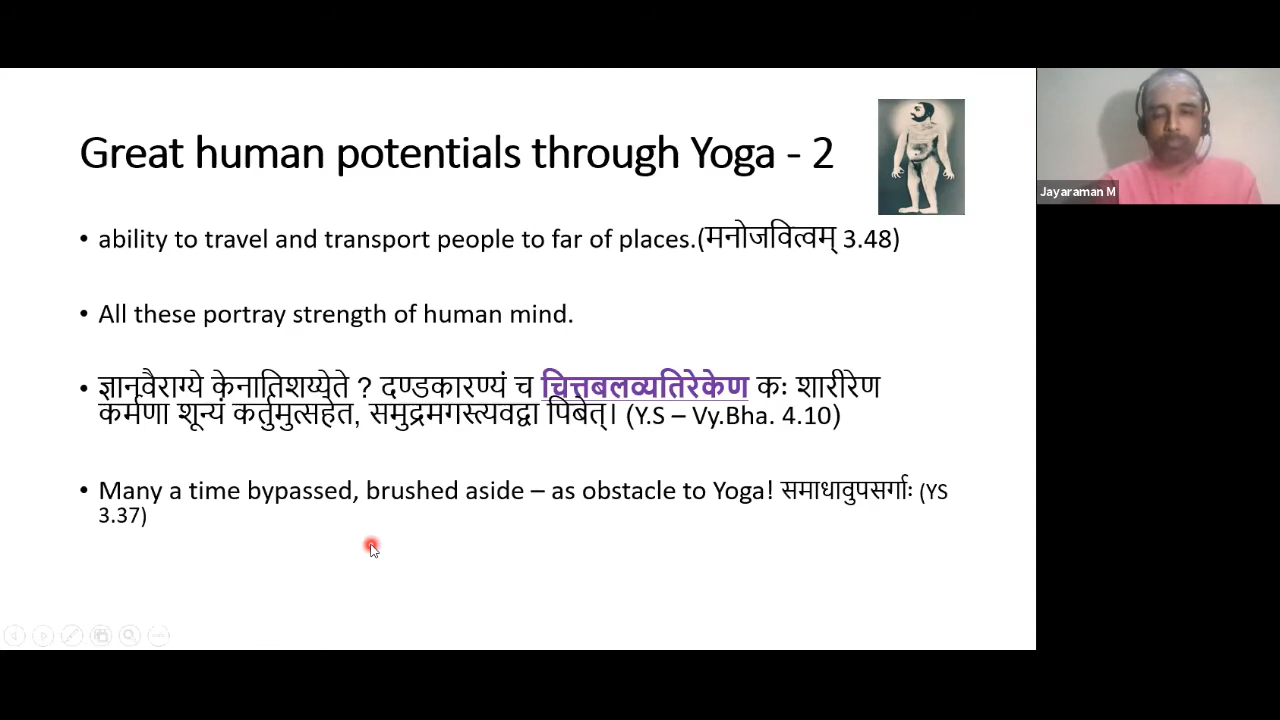 Great human potentials through Yoga - 2
• ability to travel and transport people to far of places.(मनोजवित्वम् 3.48)
• All these portray strength of human mind.
• ज्ञानवैराग्ये केनातिशय्येते ? दण्डकारण्यं च चित्तबलव्यतिरेकेण कः शारीरेण
कर्मणा शून्यं कर्तुमुत्सहेत, समुद्रमगस्त्यवद्वा पिबेत्। (Y.S – Vy.Bha. 4.10)
• Many a time bypassed, brushed aside – as obstacle to Yoga! समाधावुपसर्गाः (YS
3.37)
Jayaraman M